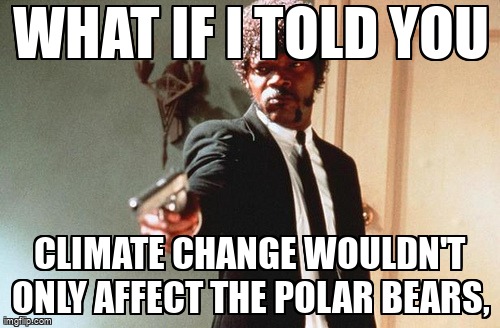 WHAT IF I TOLD YOU
CLIMATE CHANGE WOULDN'T
ONLY AFFECT THE POLAR BEARS,
imgflip.com